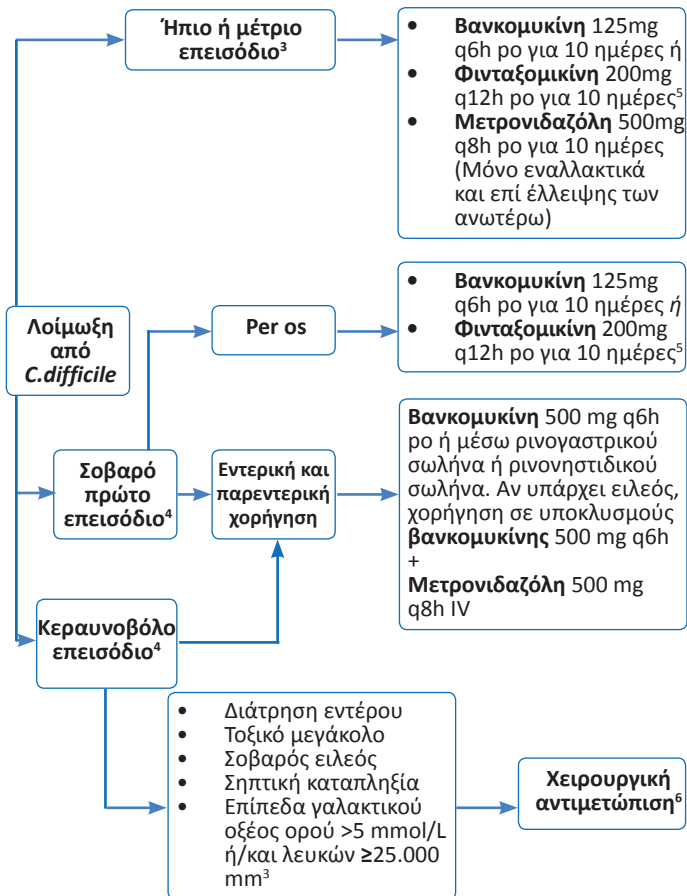 Ήπιο ή μέτριο
επεισόδιο³
• Βανκομυκίνη 125mg
q6h po για 10 ημέρες ή
• Φινταξομικίνη 200mg
q12h po για 10 ημέρες⁵
• Μετρονιδαζόλη 500mg
q8h po για 10 ημέρες
(Μόνο εναλλακτικά
και επί έλλειψης των
ανωτέρω)
Λοίμωξη
από
C.difficile
Per os
• Βανκομυκίνη 125mg
q6h po για 10 ημέρες ή
• Φινταξομικίνη 200mg
q12h po για 10 ημέρες⁵
Σοβαρό
πρώτο
επεισόδιο⁴
Εντερική και
παρεντερική
χορήγηση
Βανκομυκίνη 500 mg q6h
po ή μέσω ρινογαστρικού
σωλήνα ή ρινονηστιδικού
σωλήνα. Αν υπάρχει ειλεός,
χορήγηση σε υποκλυσμούς
βανκομυκίνης 500 mg q6h
+
Μετρονιδαζόλη 500 mg
q8h IV
Κεραυνοβόλο
επεισόδιο⁴
• Διάτρηση εντέρου
• Τοξικό μεγάκολο
• Σοβαρός ειλεός
• Σηπτική καταπληξία
• Επίπεδα γαλακτικού
οξέος ορού >5 mmol/L
ή/και λευκών ≥25.000
mm³
Χειρουργική
αντιμετώπιση⁶